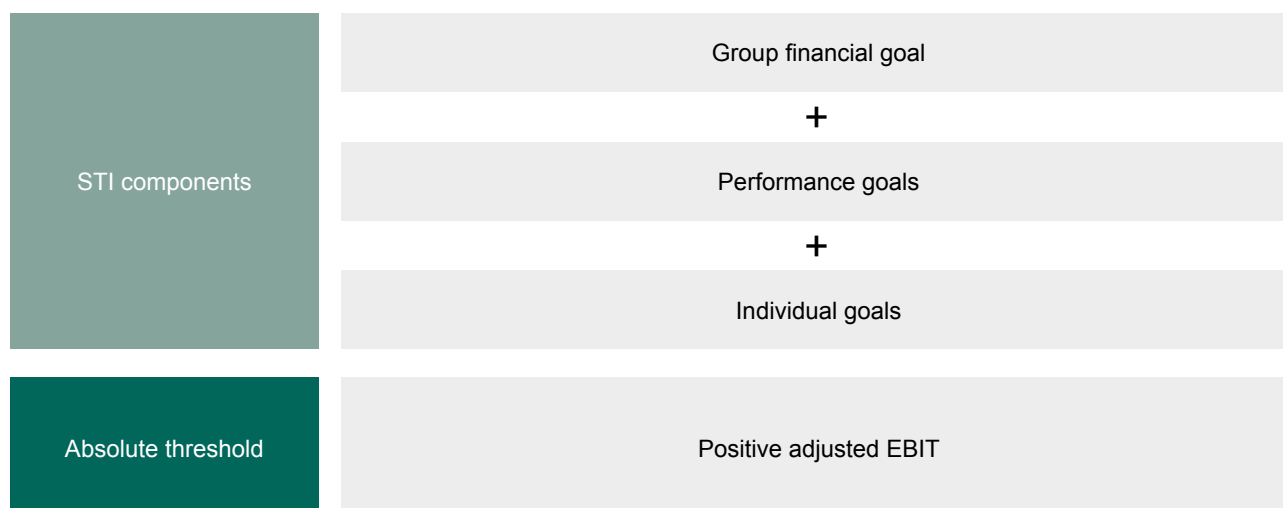 STI components
Group financial goal
+
Performance goals
+
Individual goals
Absolute threshold
Positive adjusted EBIT